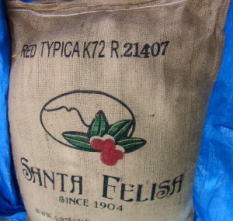 RED TYPICA K72 R.21407
SANTA FELISA
SINCE 1904